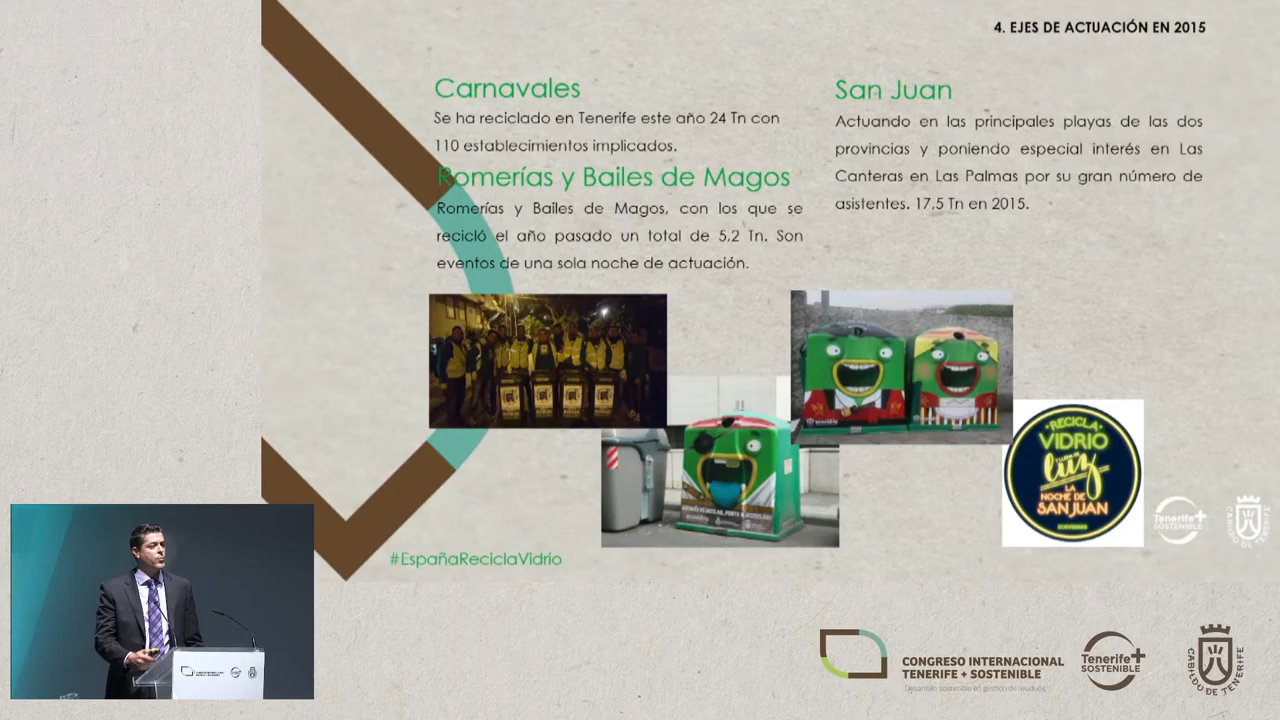 4. EJES DE ACTUACIÓN EN 2015
Carnavales
Se ha reciclado en Tenerife este año 24 Tn con
110 establecimientos implicados.
Romerías y Bailes de Magos
Romerías y Bailes de Magos, con los que se
recicló el año pasado un total de 5,2 Tn. Son
eventos de una sola noche de actuación.
San Juan
Actuando en las principales playas de las dos
provincias y poniendo especial interés en Las
Canteras en Las Palmas por su gran número de
asistentes. 17,5 Tn en 2015.
RECICLA
VIDRIO
luz
LA
NOCHE DE
SAN JUAN
ECOVIDRIO
Tenerife+
SOSTENIBLE
CABILDO DE TENERIFE
#EspañaReciclaVidrio
CONGRESO INTERNACIONAL
TENERIFE + SOSTENIBLE
Desarrollo sostenible en gestión de residuos
Tenerife+
SOSTENIBLE
CABILDO DE TENERIFE